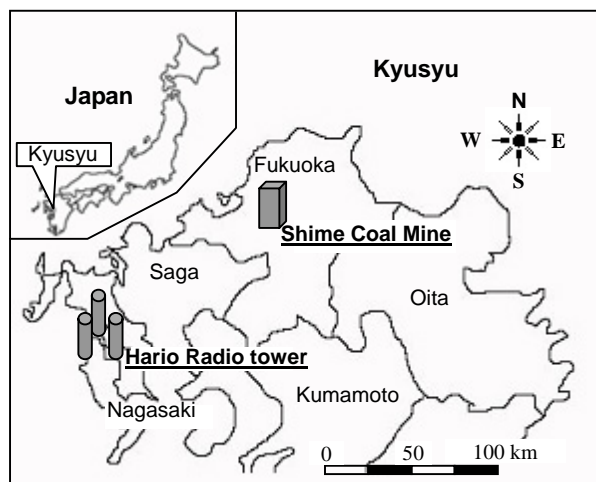 Kyusyu
Japan
Kyusyu
N
W E
S
Fukuoka
Shime Coal Mine
Saga
Oita
Hario Radio tower
Nagasaki
Kumamoto
0 50 100 km